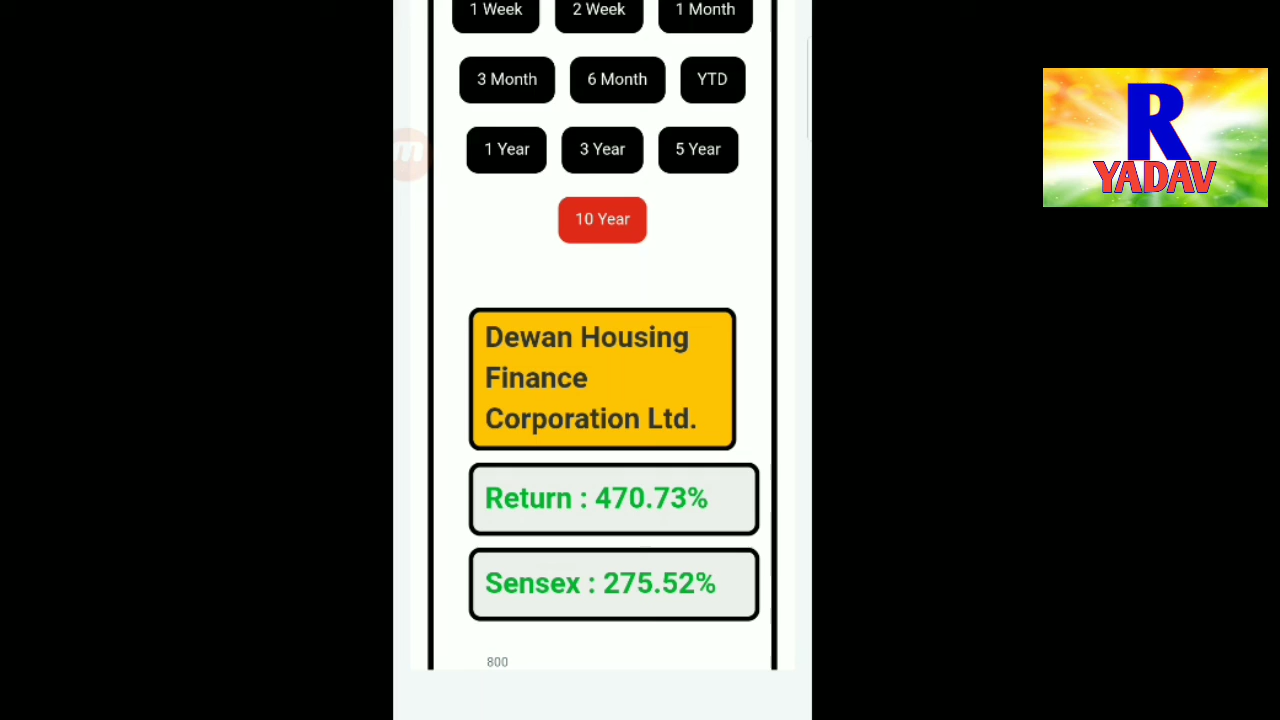 1 Week 2 Week 1 Month
3 Month 6 Month YTD
1 Year 3 Year 5 Year
10 Year
Dewan Housing
Finance
Corporation Ltd.
Return : 470.73%
Sensex : 275.52%
800
R
YADAV